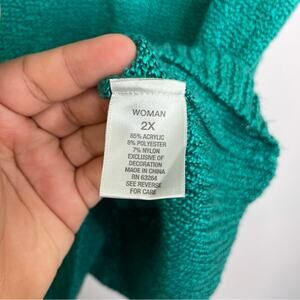 WOMAN
2X
85% ACRYLIC
8% POLYESTER
7% NYLON
EXCLUSIVE OF
DECORATION
MADE IN CHINA
RN 63264
SEE REVERSE
FOR CARE